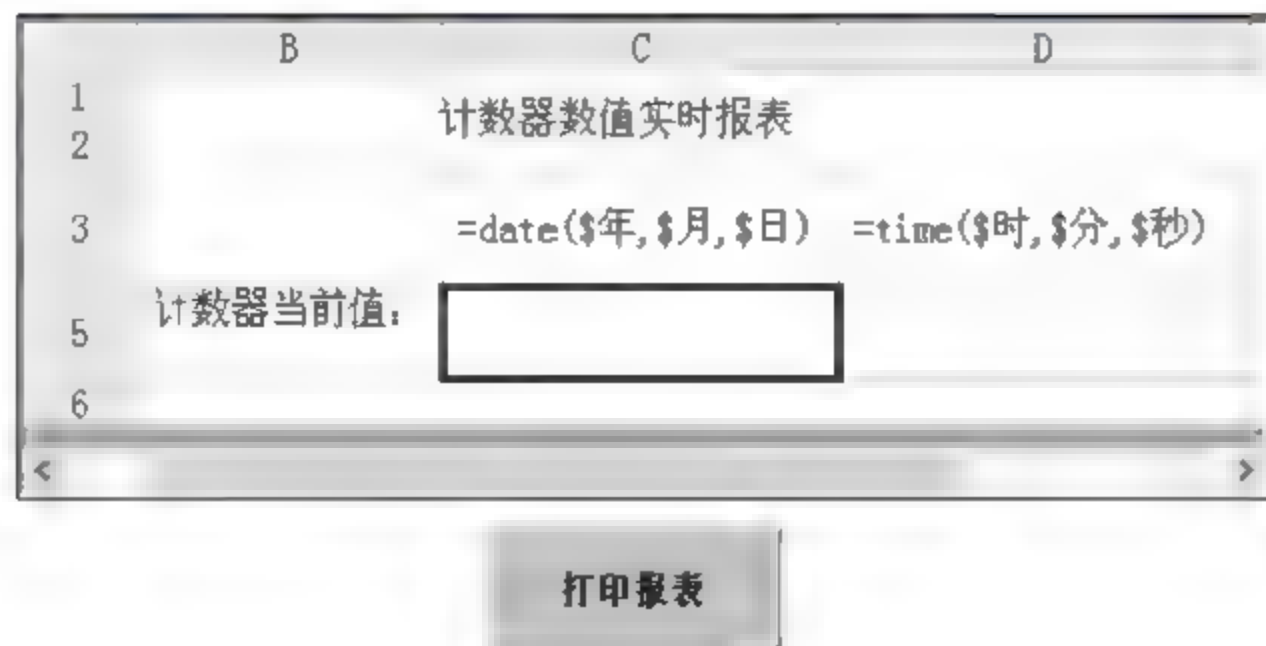 B C D
1
计数器数值实时报表
2
3 =date($年,$月,$日) =time($时,$分,$秒)
计数器当前值:
5
6
打印报表